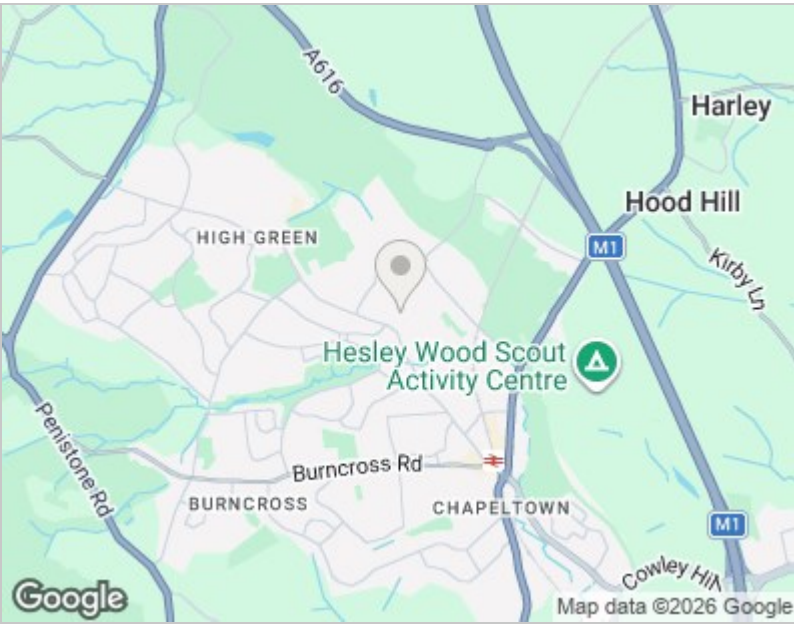 A616
Harley
Hood Hill
HIGH GREEN
M1
Kirby Ln
Hesley Wood Scout
Activity Centre
Penistone Rd
Burncross Rd
BURNCROSS
CHAPELTOWN
M1
Cowley Hill
Google
Map data ©2026 Google